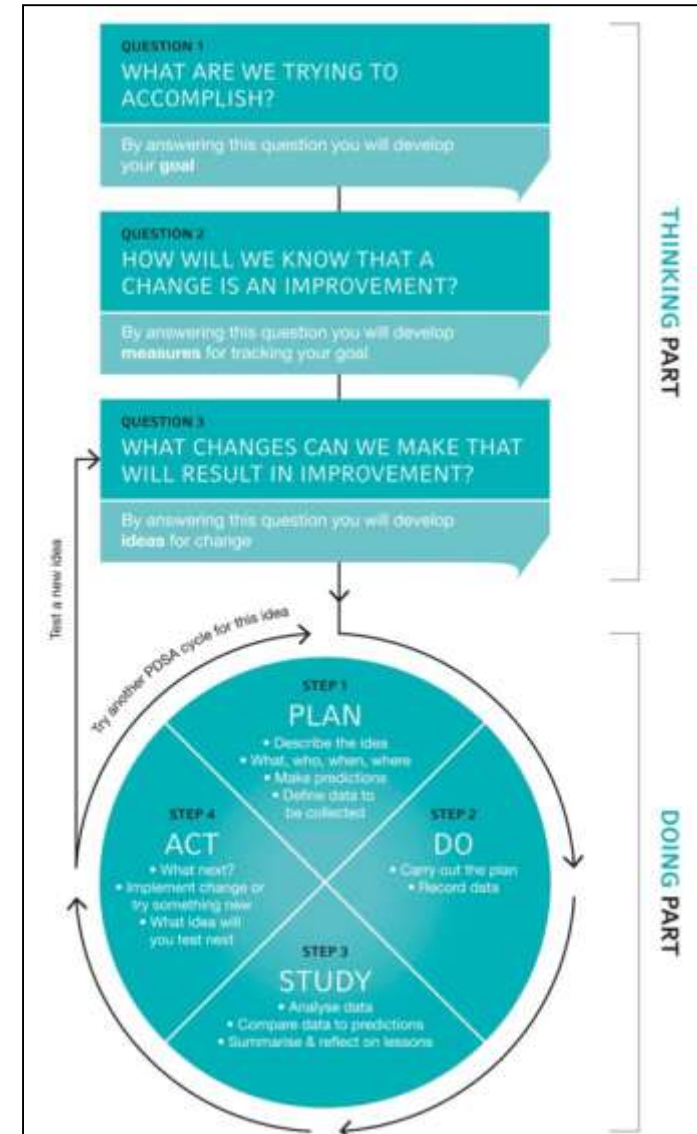 QUESTION 1
WHAT ARE WE TRYING TO
ACCOMPLISH?
By answering this question you will develop
your goal
QUESTION 2
HOW WILL WE KNOW THAT A
CHANGE IS AN IMPROVEMENT?
By answering this question you will develop
measures for tracking your goal
QUESTION 3
WHAT CHANGES CAN WE MAKE THAT
WILL RESULT IN IMPROVEMENT?
By answering this question you will develop
ideas for change
THINKING PART
Test a new idea
Try another PDSA cycle for this idea
STEP 1
PLAN
• Describe the idea
• What, who, when, where
• Make predictions
• Define data to
be collected
STEP 2
DO
• Carry out the plan
• Record data
STEP 3
STUDY
• Analyse data
• Compare data to predictions
• Summarise & reflect on lessons
STEP 4
ACT
• What next?
• Implement change or
try something new
• What idea will
you test next
DOING PART